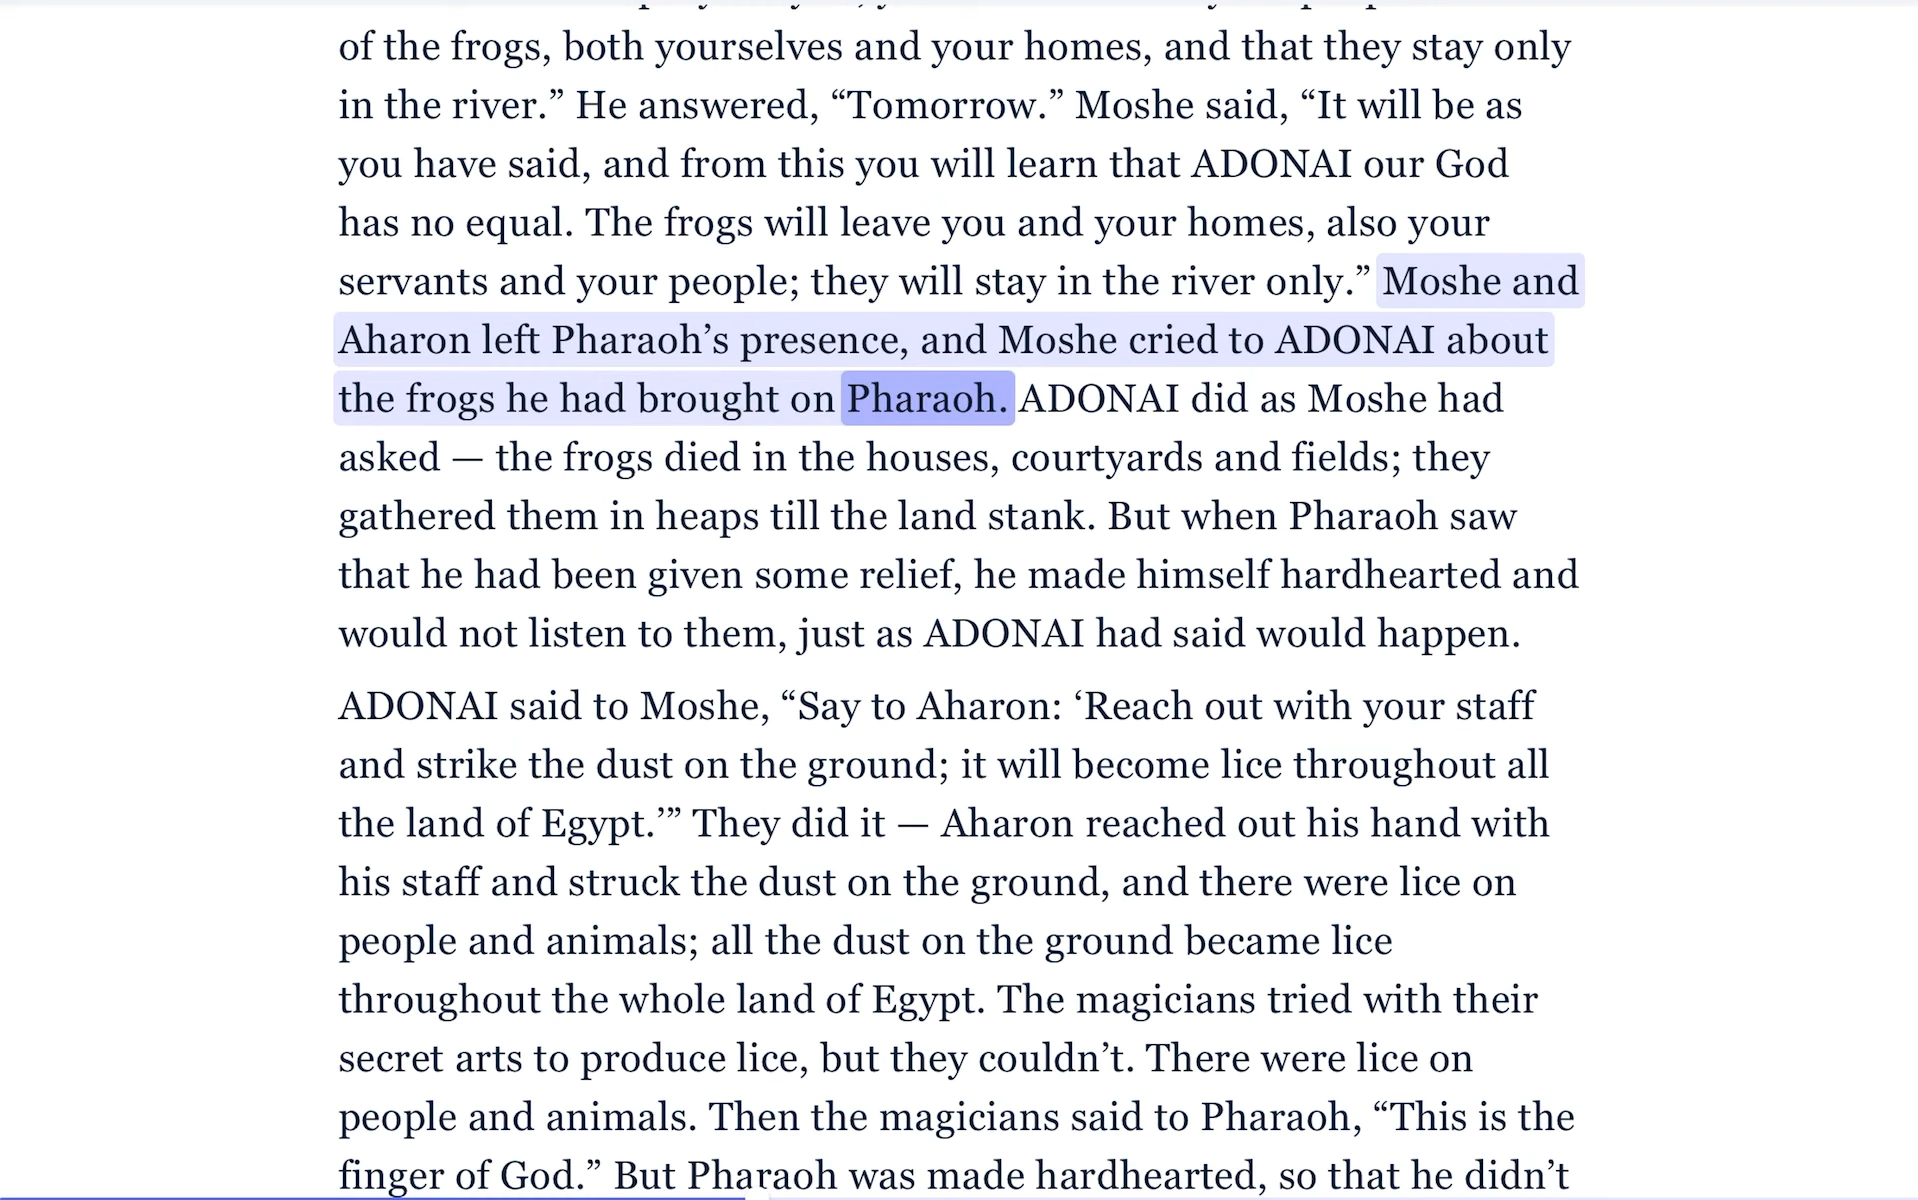 of the frogs, both yourselves and your homes, and that they stay only
in the river.” He answered, “Tomorrow.” Moshe said, “It will be as
you have said, and from this you will learn that ADONAI our God
has no equal. The frogs will leave you and your homes, also your
servants and your people; they will stay in the river only.” Moshe and
Aharon left Pharaoh’s presence, and Moshe cried to ADONAI about
the frogs he had brought on Pharaoh. ADONAI did as Moshe had
asked — the frogs died in the houses, courtyards and fields; they
gathered them in heaps till the land stank. But when Pharaoh saw
that he had been given some relief, he made himself hardhearted and
would not listen to them, just as ADONAI had said would happen.
ADONAI said to Moshe, “Say to Aharon: ‘Reach out with your staff
and strike the dust on the ground; it will become lice throughout all
the land of Egypt.’” They did it — Aharon reached out his hand with
his staff and struck the dust on the ground, and there were lice on
people and animals; all the dust on the ground became lice
throughout the whole land of Egypt. The magicians tried with their
secret arts to produce lice, but they couldn’t. There were lice on
people and animals. Then the magicians said to Pharaoh, “This is the
finger of God.” But Pharaoh was made hardhearted, so that he didn’t